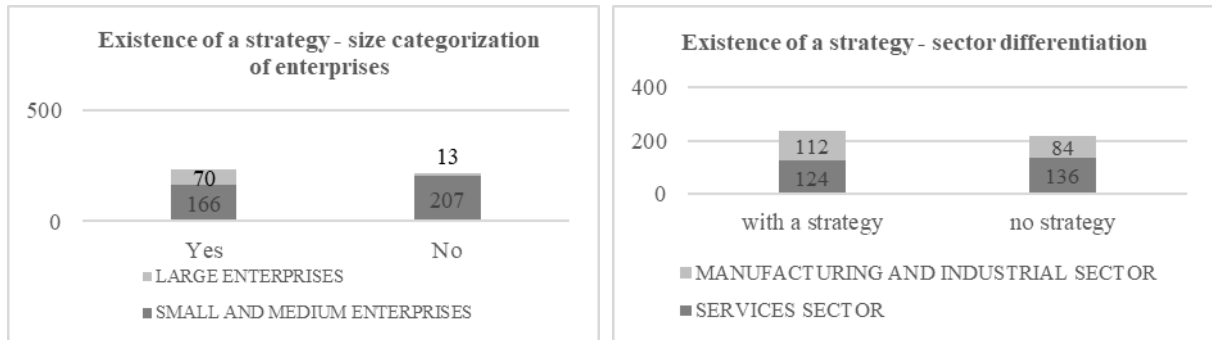 Existence of a strategy - size categorization
of enterprises
500
13
70
166
207
0
Yes
No
LARGE ENTERPRISES
SMALL AND MEDIUM ENTERPRISES
Existence of a strategy - sector differentiation
400
200
112
84
124
136
0
with a strategy
no strategy
MANUFACTURING AND INDUSTRIAL SECTOR
SERVICES SECTOR